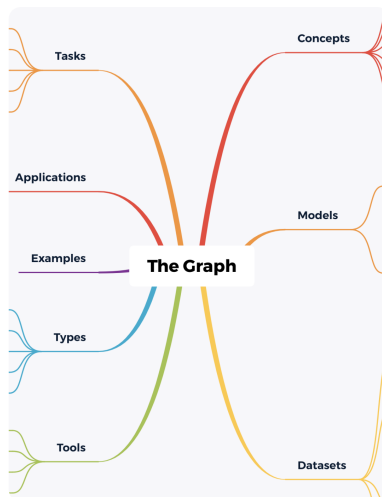 Concepts
Tasks
Applications
Models
Examples
The Graph
Types
Tools
Datasets